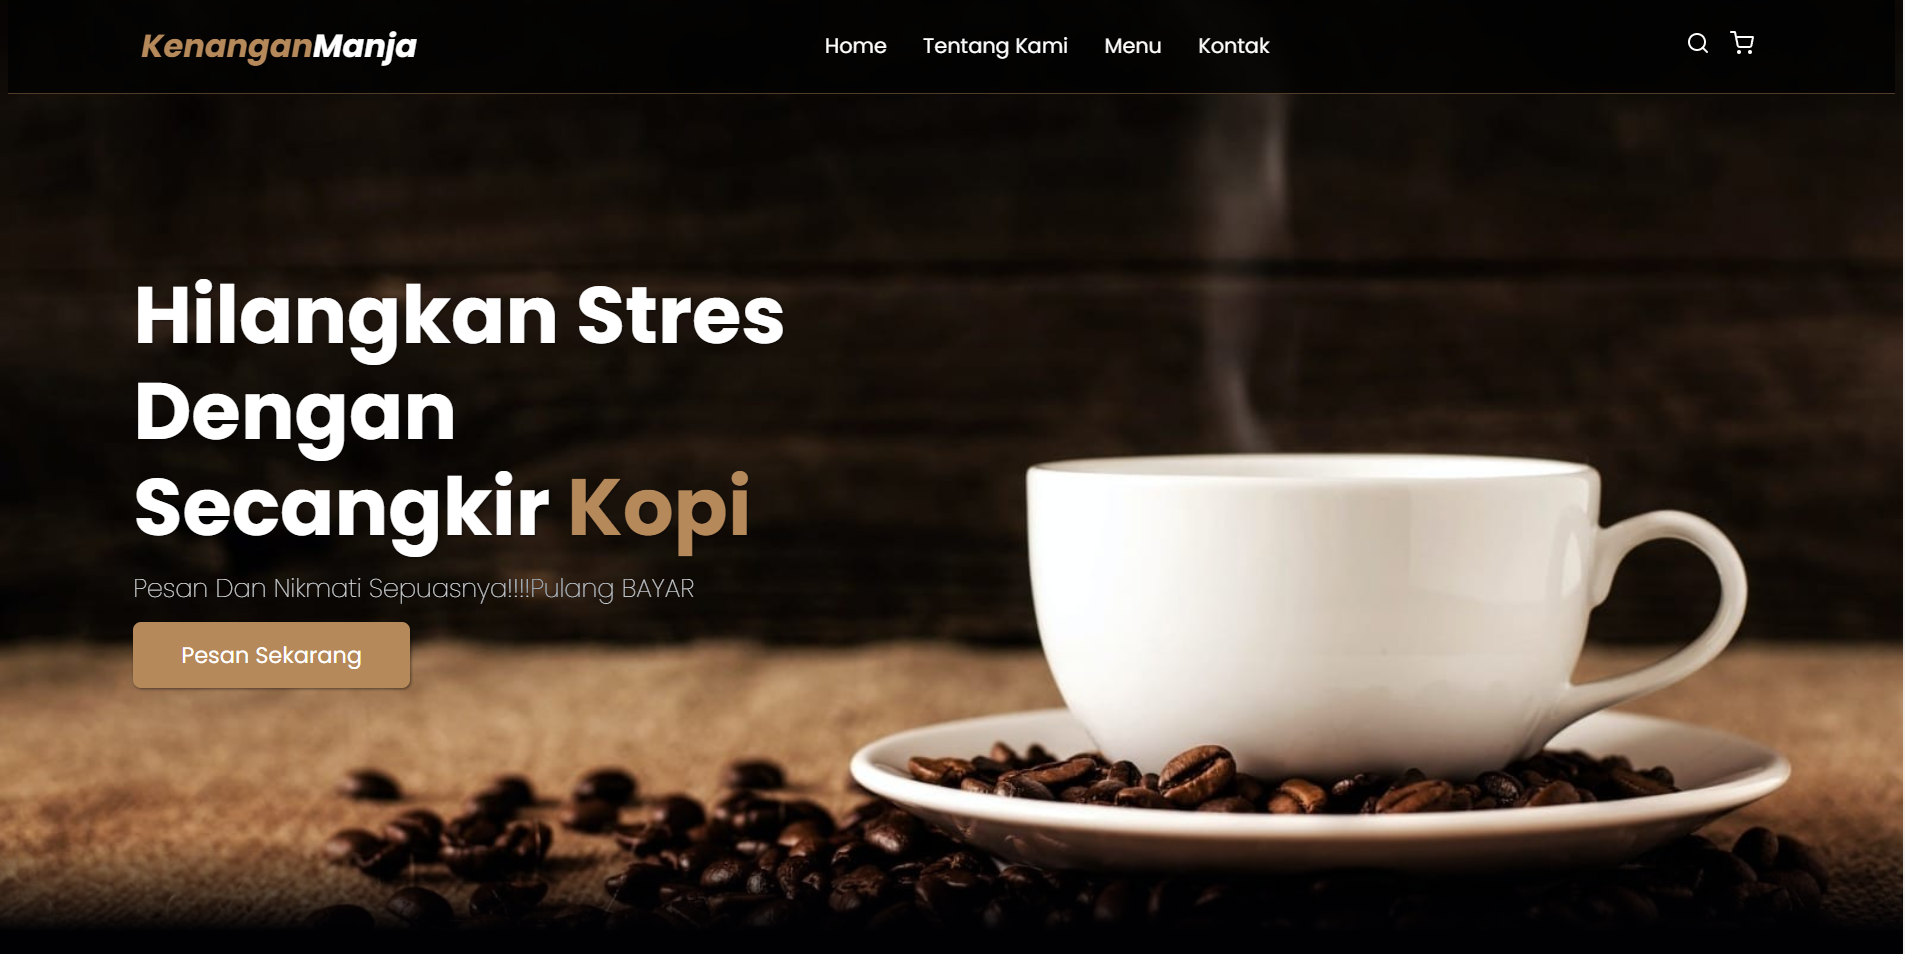 KenanganManja
Home Tentang Kami Menu Kontak
Hilangkan Stres
Dengan
Secangkir Kopi
Pesan Dan Nikmati Sepuasnya!!!!Pulang BAYAR
Pesan Sekarang